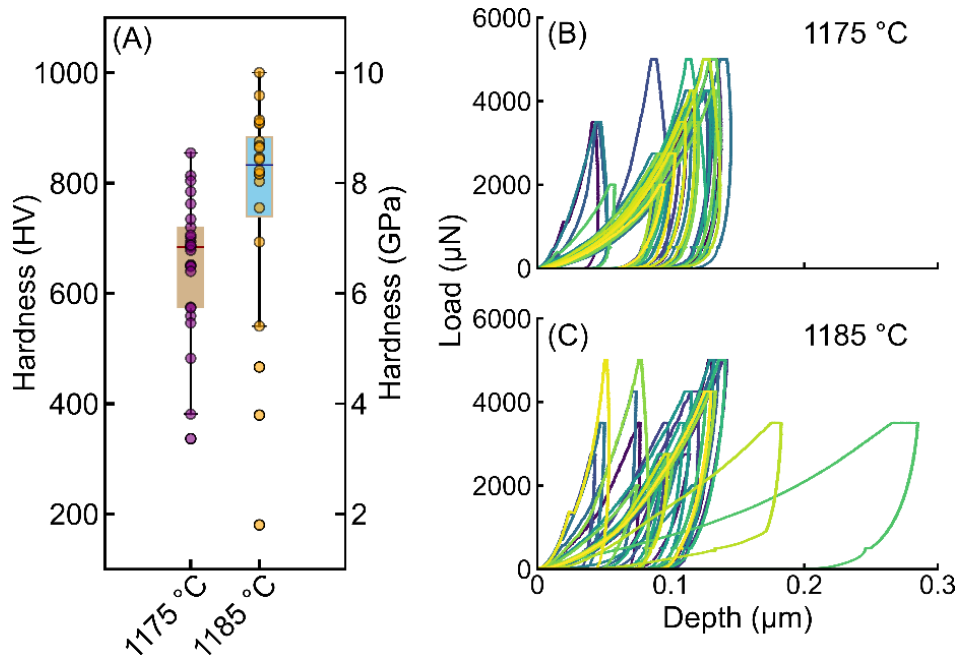 (A)
Hardness (HV)
1000
800
600
400
200
10
8
6
4
2
Hardness (GPa)
1175 °C
1185 °C
(B)
1175 °C
6000
4000
2000
0
Load (µN)
(C)
1185 °C
6000
4000
2000
0
0
0.1
0.2
0.3
Depth (µm)